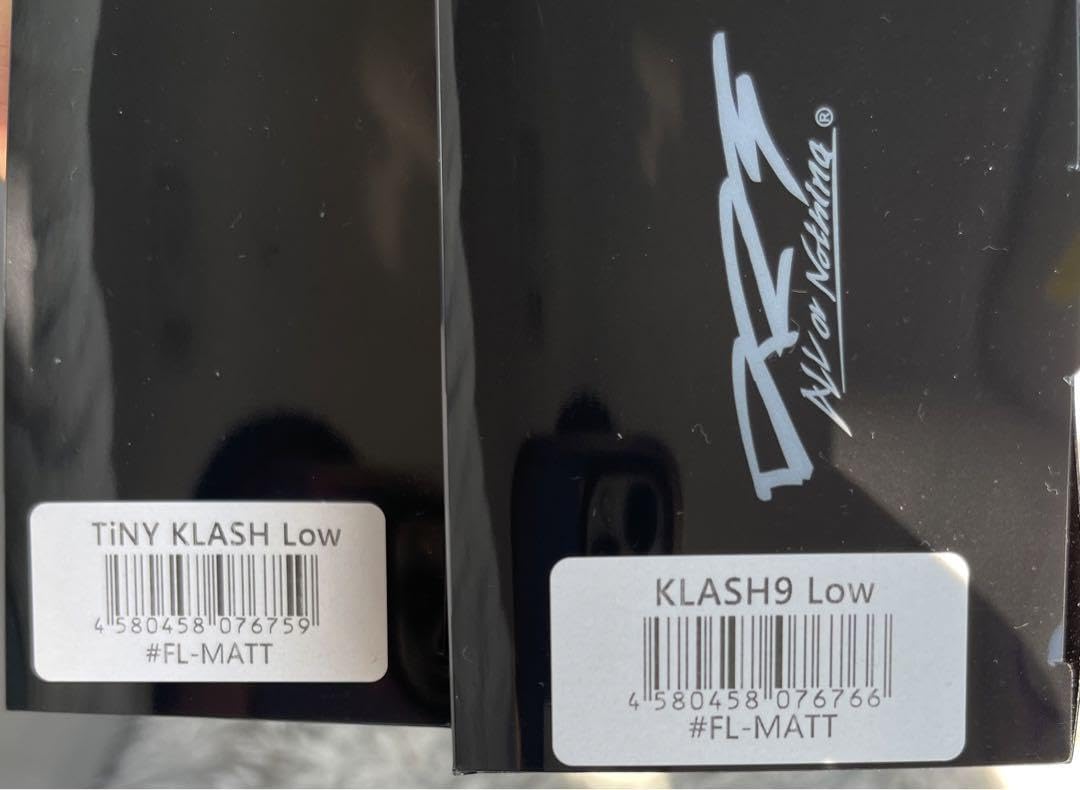 TiNY KLASH Low
4 580458 076759
#FL-MATT
All or Nothing ®
KLASH9 Low
4 580458 076766
#FL-MATT